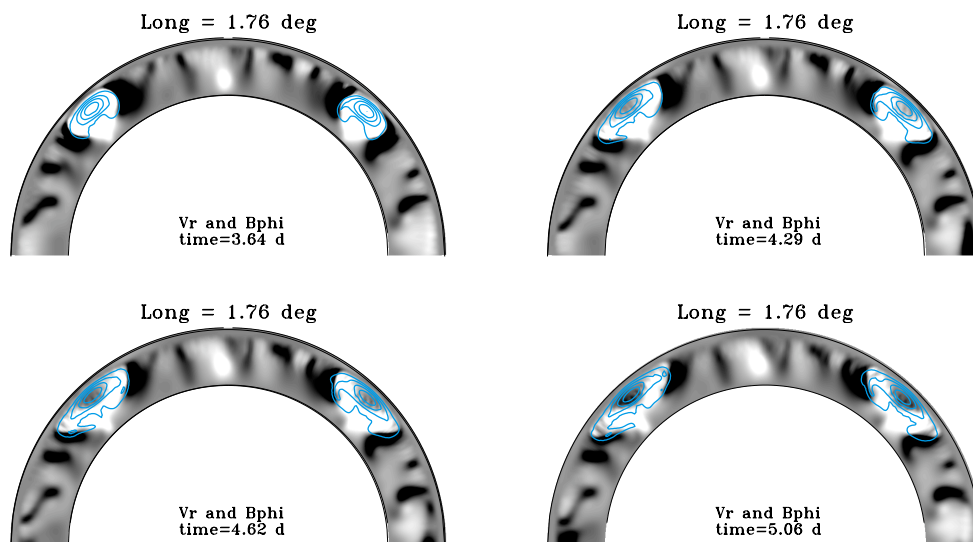 Long = 1.76 deg
Vr and Bphi
time=3.64 d
Long = 1.76 deg
Vr and Bphi
time=4.29 d
Long = 1.76 deg
Vr and Bphi
time=4.62 d
Long = 1.76 deg
Vr and Bphi
time=5.06 d